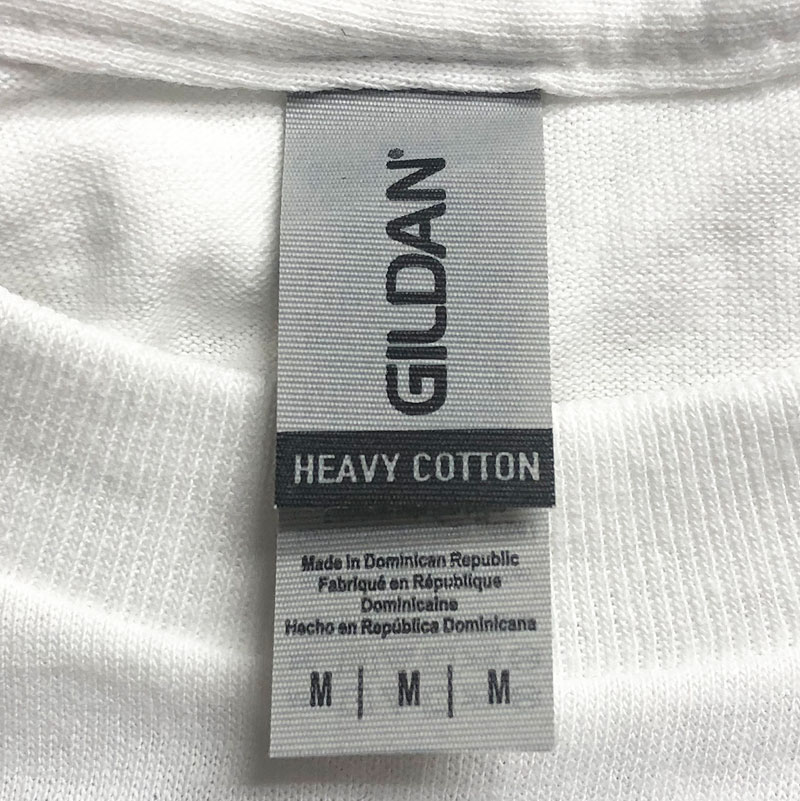 GILDAN®
HEAVY COTTON
Made in Dominican Republic
Fabriqué en République
Dominicaine
Hecho en República Dominicana
M | M | M